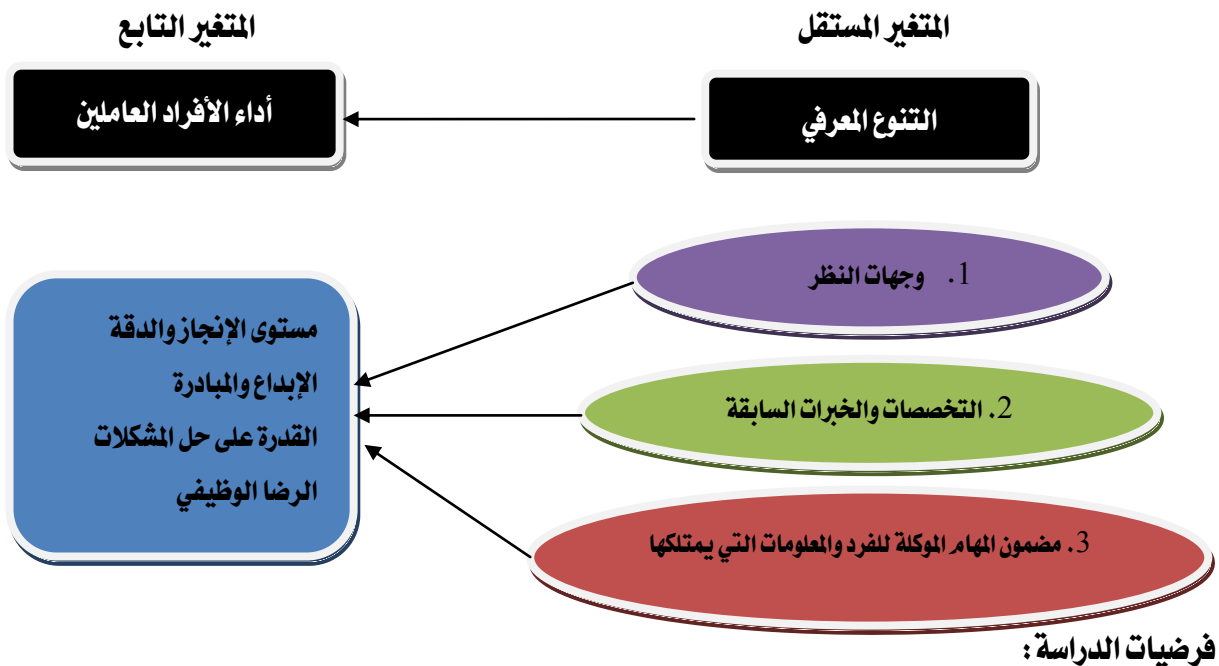 المتغير المستقل
المتغير التابع
التنوع المعرفي
أداء الأفراد العاملين
1. وجهات النظر
2. التخصصات والخبرات السابقة
3. مضمون المهام الموكلة للفرد والمعلومات التي يمتلكها
مستوى الإنجاز والدقة
الإبداع والمبادرة
القدرة على حل المشكلات
الرضا الوظيفي
فرضيات الدراسة :